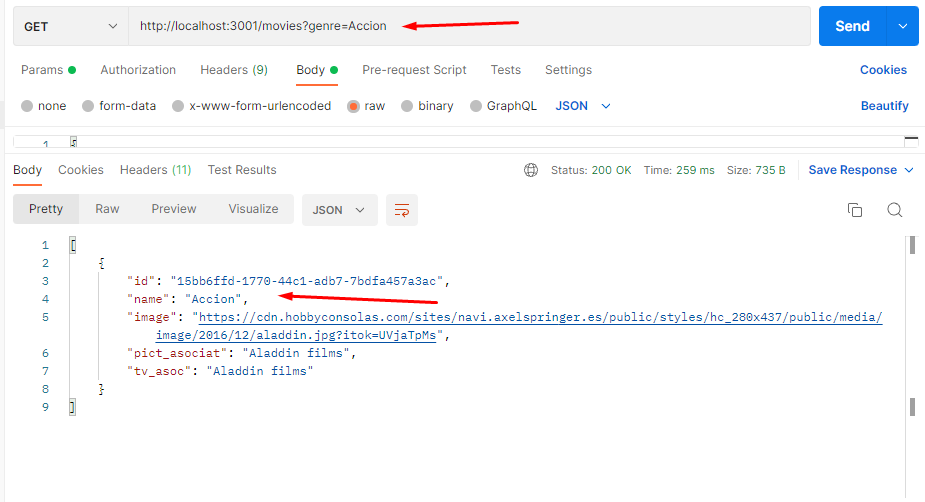 GET http://localhost:3001/movies?genre=Accion Send
Params Authorization Headers (9) Body Pre-request Script Tests Settings Cookies
none form-data x-www-form-urlencoded raw binary GraphQL JSON Beautify
1 {
Body Cookies Headers (11) Test Results Status: 200 OK Time: 259 ms Size: 735 B Save Response
Pretty Raw Preview Visualize JSON
1 [
2 {
3 "id": "15bb6ffd-1770-44c1-adb7-7bdfa457a3ac",
4 "name": "Accion",
5 "image": "https://cdn.hobbyconsolas.com/sites/navi.axelspringer.es/public/styles/hc_280x437/public/media/
image/2016/12/aladdin.jpg?itok=UVjaTpMs",
6 "pict_asociat": "Aladdin films",
7 "tv_asoc": "Aladdin films"
8 }
9 ]